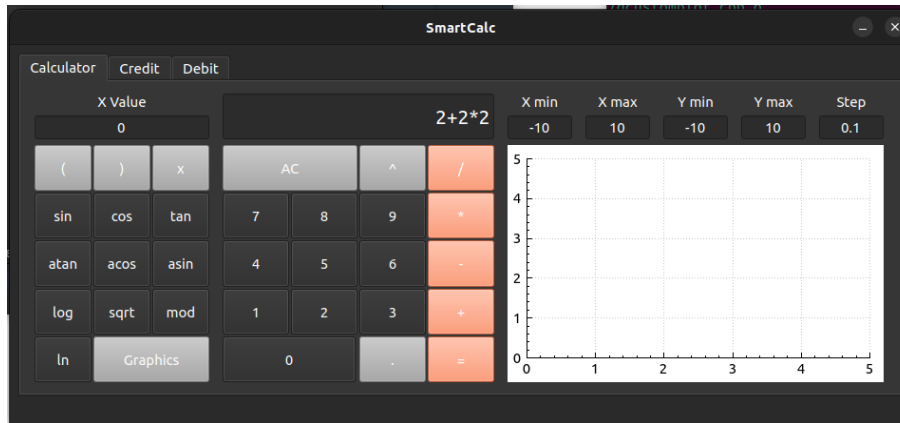 SmartCalc
Calculator Credit Debit
X Value
0
2+2*2
X min X max Y min Y max Step
-10 10 -10 10 0.1
( ) x AC ^ /
sin cos tan 7 8 9 *
atan acos asin 4 5 6 -
log sqrt mod 1 2 3 +
ln Graphics 0 . =
5
4
3
2
1
0
0 1 2 3 4 5